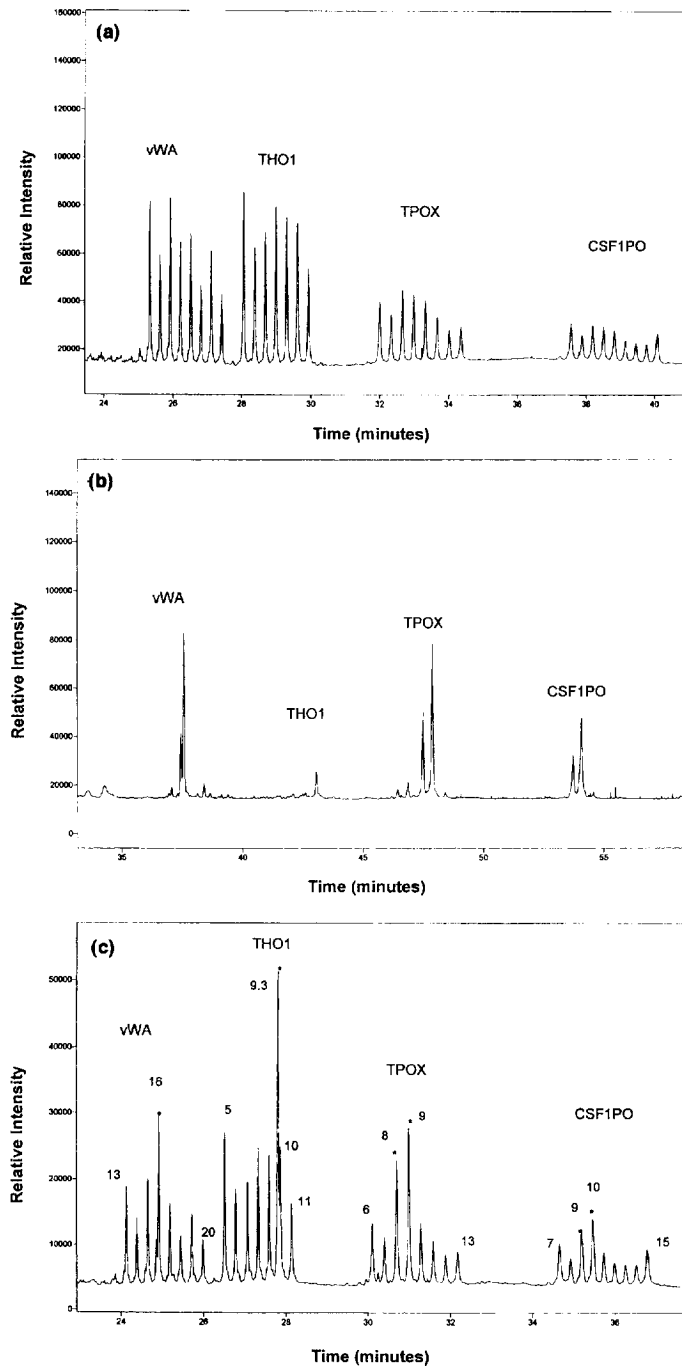 (a)
160000
140000
120000
100000
80000
60000
40000
20000
Relative Intensity
vWA
THO1
TPOX
CSF1PO
24 26 28 30 32 34 36 38 40
Time (minutes)
(b)
140000
120000
100000
80000
60000
40000
20000
0
Relative Intensity
vWA
THO1
TPOX
CSF1PO
35 40 45 50 55
Time (minutes)
(c)
50000
40000
30000
20000
10000
0
Relative Intensity
THO1
9.3
vWA
16
5
13
20
10
11
TPOX
9
8
6
13
CSF1PO
10
9
7
15
24 26 28 30 32 34 36
Time (minutes)